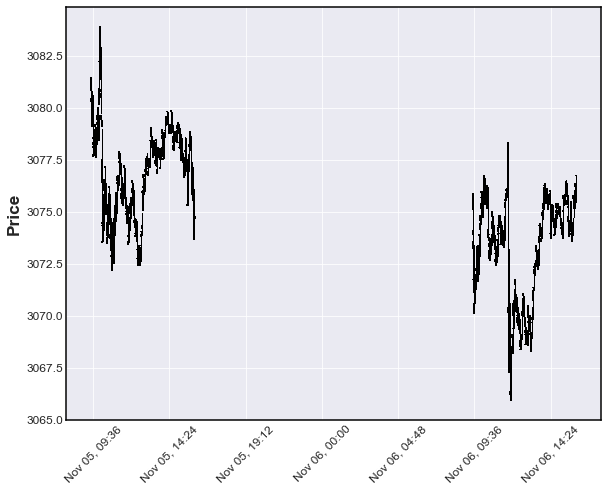 Price
3082.5
3080.0
3077.5
3075.0
3072.5
3070.0
3067.5
3065.0
Nov 05, 09:36
Nov 05, 14:24
Nov 05, 19:12
Nov 06, 00:00
Nov 06, 04:48
Nov 06, 09:36
Nov 06, 14:24